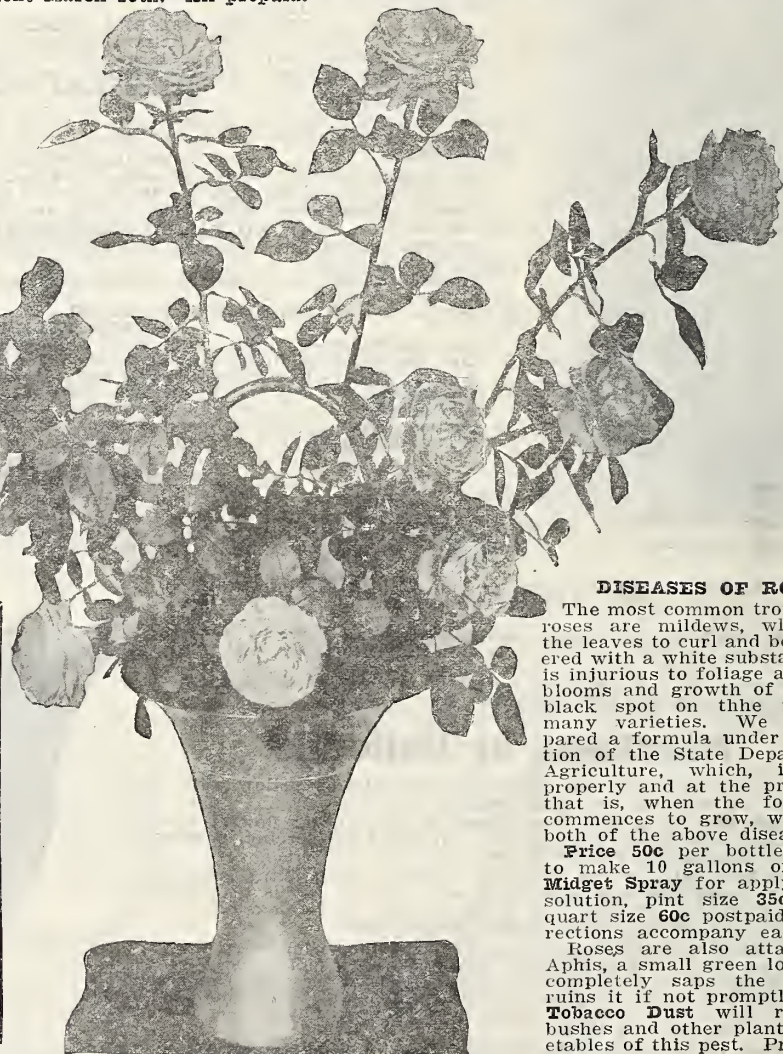 DISEASES OF RO
The most common tro
roses are mildews, wh
the leaves to curl and be
ered with a white substa
is injurious to foliage a
blooms and growth of
black spot on thhe
many varieties. We
pared a formula under
tion of the State Depa
Agriculture, which, i
properly and at the pr
that is, when the fo
commences to grow, w
both of the above disea
Price 50c per bottle
to make 10 gallons o
Midget Spray for appl
solution, pint size 35c
quart size 60c postpaid
rections accompany ea
Roses are also atta
Aphis, a small green lo
completely saps the
ruins it if not promptl
Tobacco Dust will r
bushes and other plant
etables of this pest. Pr